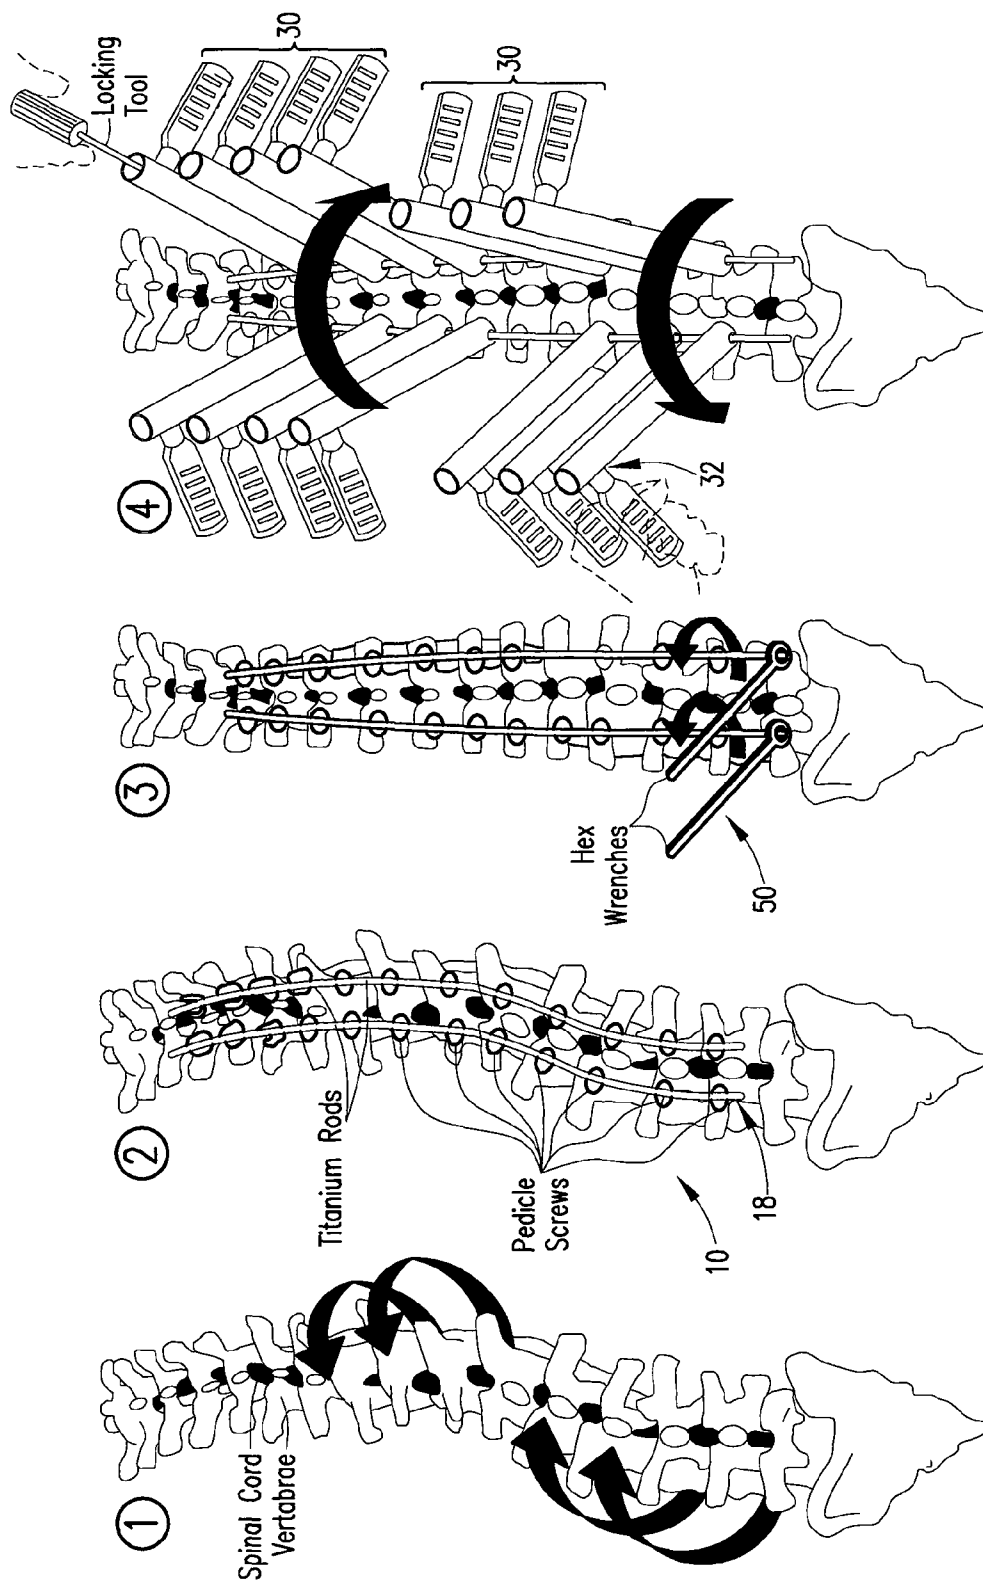 1
Spinal Cord
Vertabrae
2
Titanium Rods
Pedicle
Screws
10
18
3
Hex
Wrenches
50
4
Locking
Tool
30
30
32